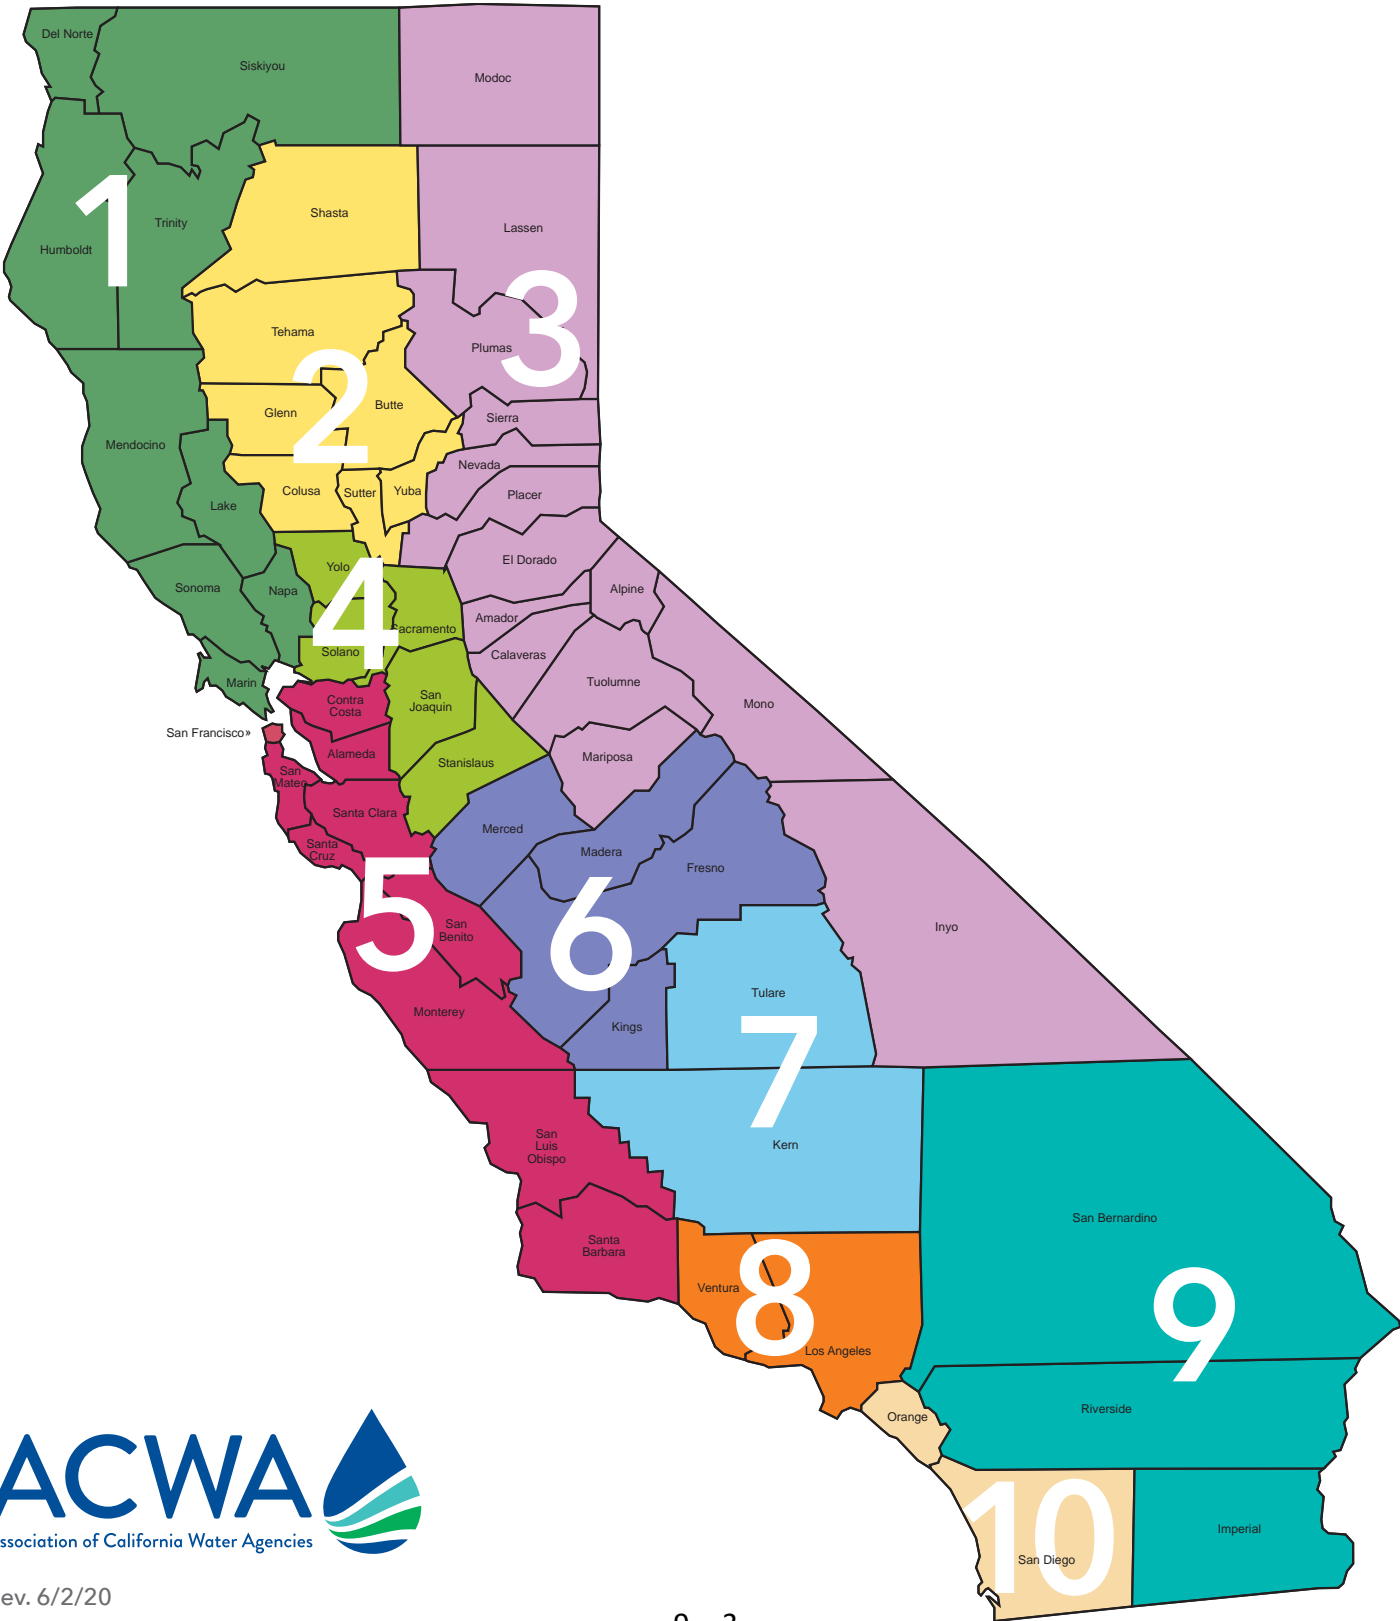 Del Norte
Siskiyou
Modoc
1
Humboldt
Trinity
Shasta
Lassen
3
Tehama
Plumas
2
Glenn
Butte
Sierra
Mendocino
Nevada
Colusa
Sutter
Yuba
Placer
Lake
Yolo
4
El Dorado
Sonoma
Napa
Alpine
Amador
Sacramento
Solano
Calaveras
Marin
Tuolumne
Contra
Costa
San
Joaquin
Mono
San Francisco»
Alameda
Stanislaus
Mariposa
San
Mateo
Santa Clara
Merced
Santa
Cruz
Madera
Fresno
5
6
San
Benito
Inyo
Monterey
Kings
Tulare
7
San
Luis
Obispo
Kern
Santa
Barbara
San Bernardino
Ventura
8
Los Angeles
9
Orange
Riverside
10
San Diego
Imperial
ACWA
ssociation of California Water Agencies
ev. 6/2/20